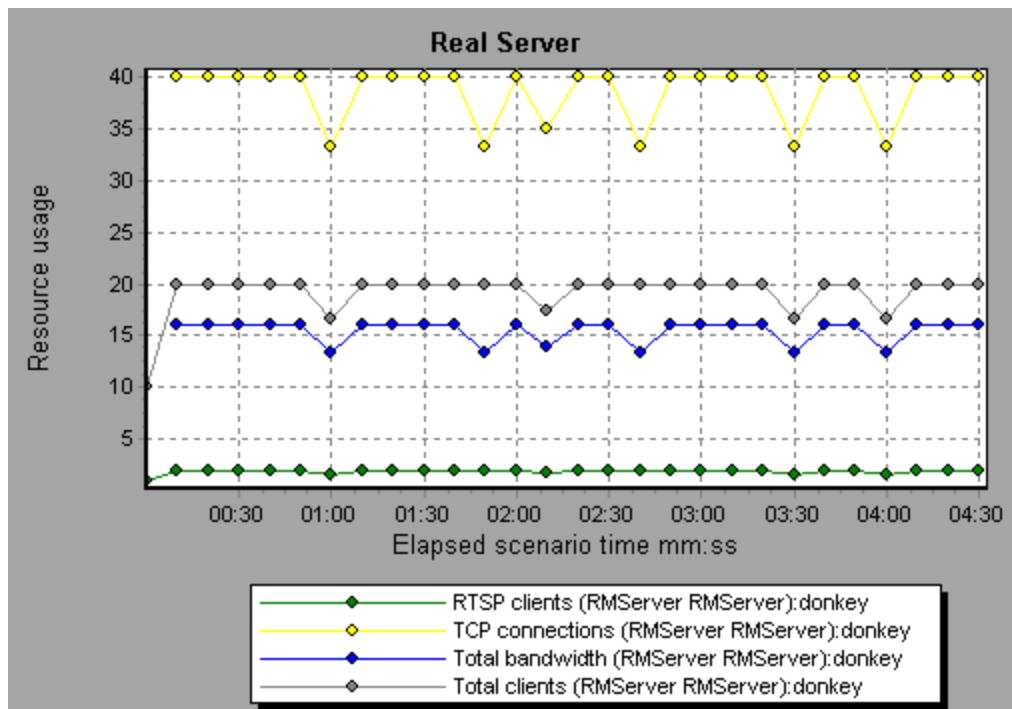 Real Server
40
35
30
25
20
15
10
5
Resource usage
00:30 01:00 01:30 02:00 02:30 03:00 03:30 04:00 04:30
Elapsed scenario time mm:ss
RTSP clients (RMServer RMServer):donkey
TCP connections (RMServer RMServer):donkey
Total bandwidth (RMServer RMServer):donkey
Total clients (RMServer RMServer):donkey